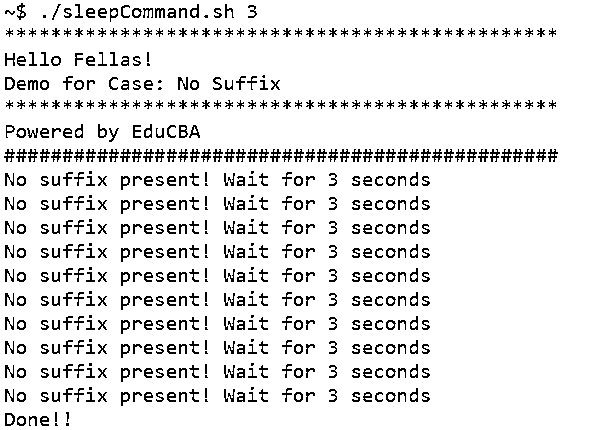 ~$ ./sleepCommand.sh 3
************************************************
Hello Fellas!
Demo for Case: No Suffix
************************************************
Powered by EduCBA
################################################
No suffix present! Wait for 3 seconds
No suffix present! Wait for 3 seconds
No suffix present! Wait for 3 seconds
No suffix present! Wait for 3 seconds
No suffix present! Wait for 3 seconds
No suffix present! Wait for 3 seconds
No suffix present! Wait for 3 seconds
No suffix present! Wait for 3 seconds
No suffix present! Wait for 3 seconds
No suffix present! Wait for 3 seconds
Done!!